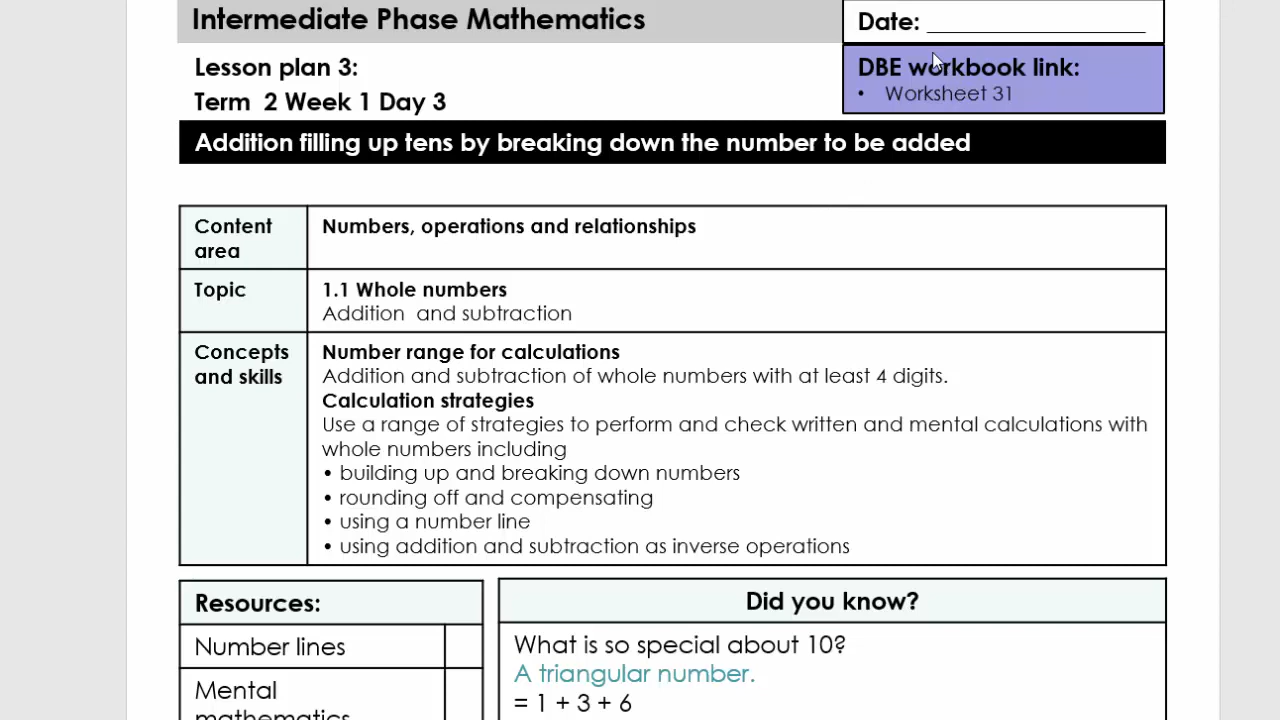 Intermediate Phase Mathematics
Date: ____________________
Lesson plan 3:
Term 2 Week 1 Day 3
DBE workbook link:
• Worksheet 31
Addition filling up tens by breaking down the number to be added
Content
area
Numbers, operations and relationships
Topic
1.1 Whole numbers
Addition and subtraction
Concepts
and skills
Number range for calculations
Addition and subtraction of whole numbers with at least 4 digits.
Calculation strategies
Use a range of strategies to perform and check written and mental calculations with
whole numbers including
• building up and breaking down numbers
• rounding off and compensating
• using a number line
• using addition and subtraction as inverse operations
Resources:
Number lines
Mental
mathematics
Did you know?
What is so special about 10?
A triangular number.
= 1 + 3 + 6